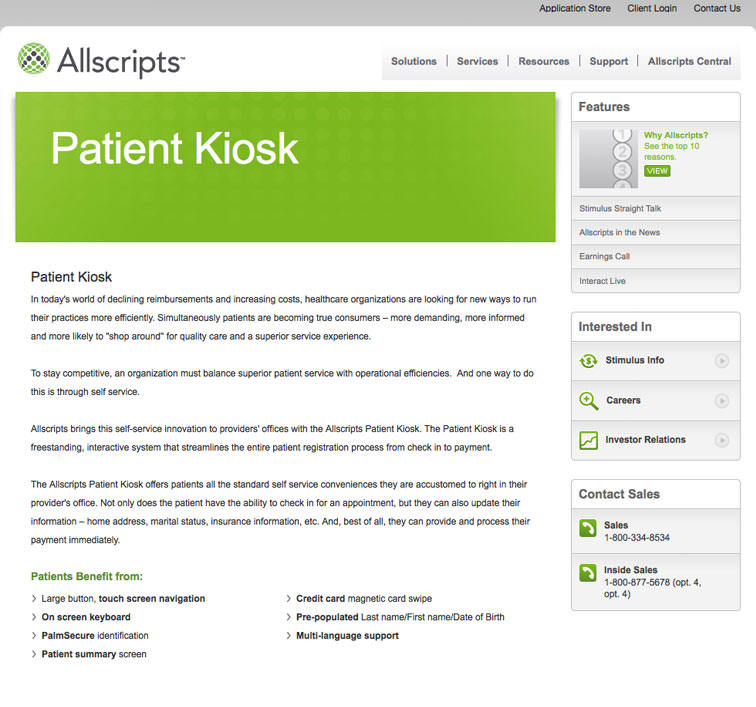 Application Store Client Login Contact Us
Allscripts™
Solutions Services Resources Support Allscripts Central
Patient Kiosk
Patient Kiosk
In today's world of declining reimbursements and increasing costs, healthcare organizations are looking for new ways to run
their practices more efficiently. Simultaneously patients are becoming true consumers – more demanding, more informed
and more likely to "shop around" for quality care and a superior service experience.
To stay competitive, an organization must balance superior patient service with operational efficiencies. And one way to do
this is through self service.
Allscripts brings this self-service innovation to providers' offices with the Allscripts Patient Kiosk. The Patient Kiosk is a
freestanding, interactive system that streamlines the entire patient registration process from check in to payment.
The Allscripts Patient Kiosk offers patients all the standard self service conveniences they are accustomed to right in their
provider's office. Not only does the patient have the ability to check in for an appointment, but they can also update their
information – home address, marital status, insurance information, etc. And, best of all, they can provide and process their
payment immediately.
Patients Benefit from:
Large button, touch screen navigation
On screen keyboard
PalmSecure identification
Patient summary screen
Credit card magnetic card swipe
Pre-populated Last name/First name/Date of Birth
Multi-language support
Features
1
2
3
4
Why Allscripts?
See the top 10
reasons.
VIEW
Stimulus Straight Talk
Allscripts in the News
Earnings Call
Interact Live
Interested In
Stimulus Info
Careers
Investor Relations
Contact Sales
Sales
1-800-334-8534
Inside Sales
1-800-877-5678 (opt. 4,
opt. 4)